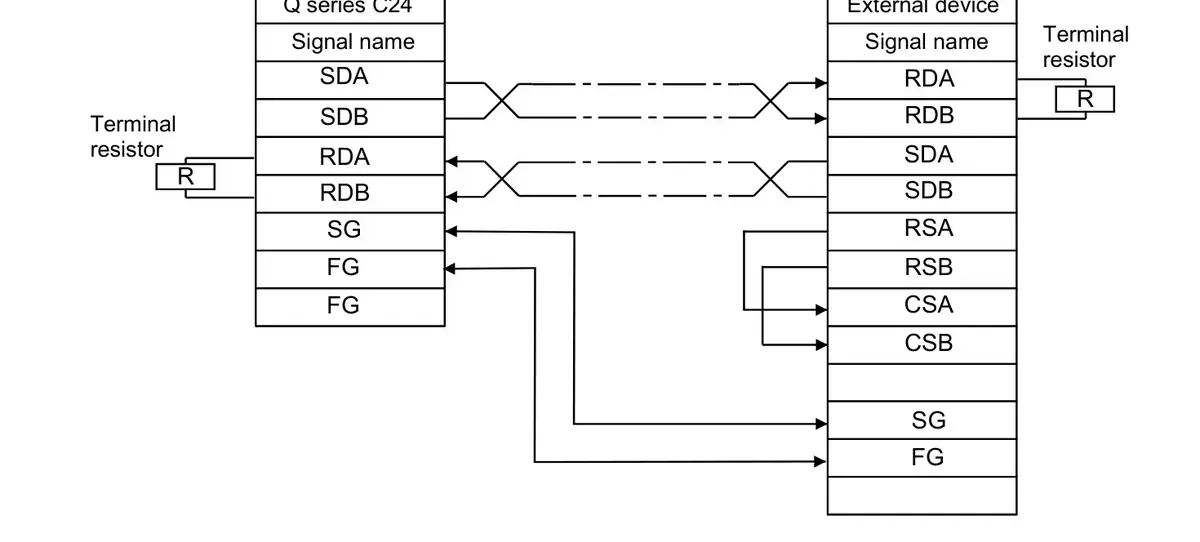 Q series C24
Signal name
SDA
SDB
RDA
RDB
SG
FG
FG
Terminal
resistor
R
External device
Signal name
RDA
RDB
SDA
SDB
RSA
RSB
CSA
CSB
SG
FG
Terminal
resistor
R